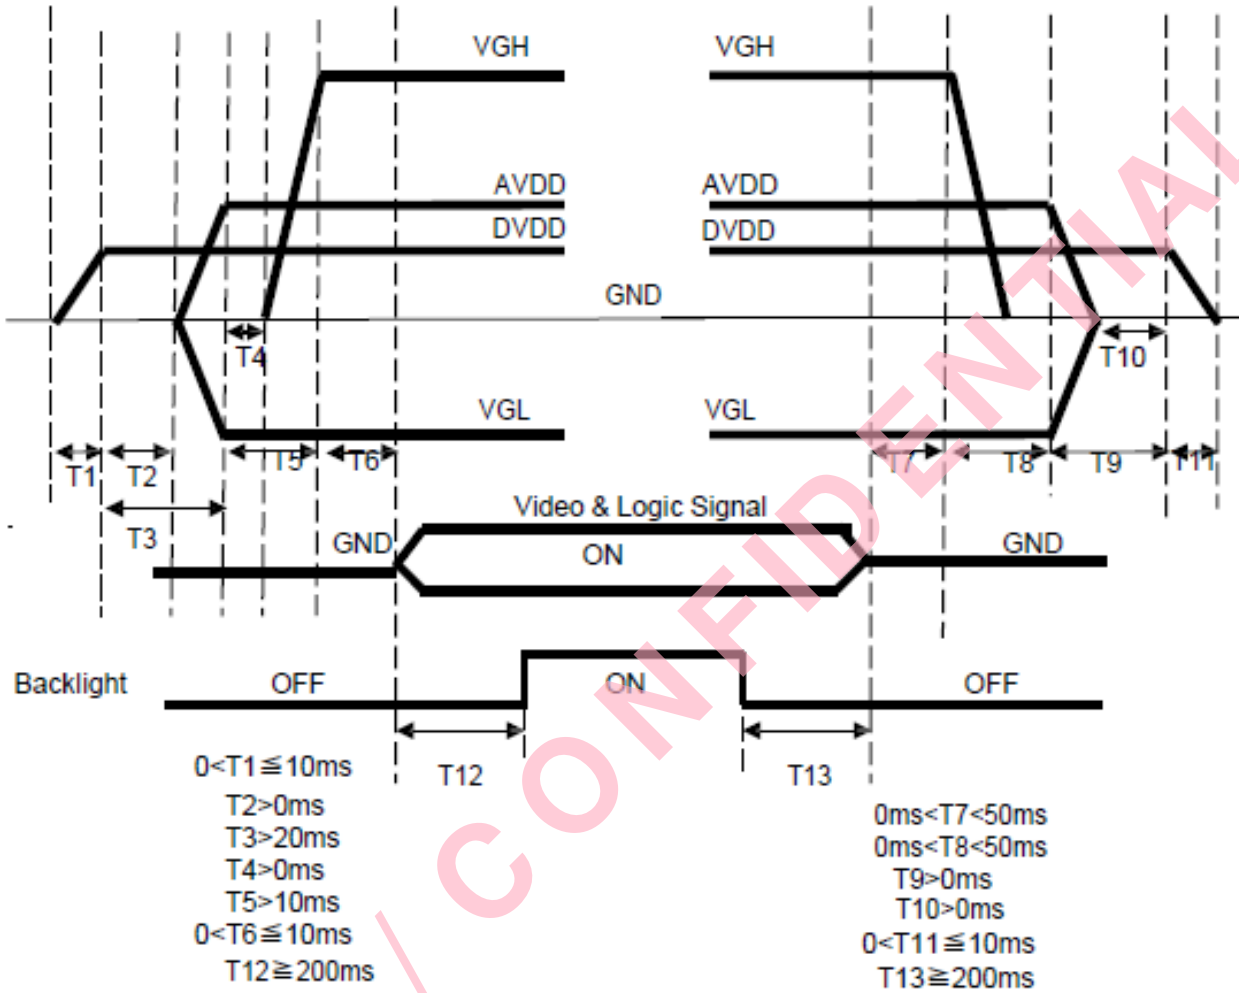 VGH VGH
AVDD AVDD
DVDD DVDD
GND
T4 T10
VGL VGL
T1 T2 T5 T6 T7 T8 T9 T11
T3
Video & Logic Signal
GND ON GND
Backlight OFF ON OFF
T12 T13
0<T1≦10ms
T2>0ms
T3>20ms
T4>0ms
T5>10ms
0<T6≦10ms
T12≧200ms
0ms<T7<50ms
0ms<T8<50ms
T9>0ms
T10>0ms
0<T11≦10ms
T13≧200ms
/ CONFIDENTIAL